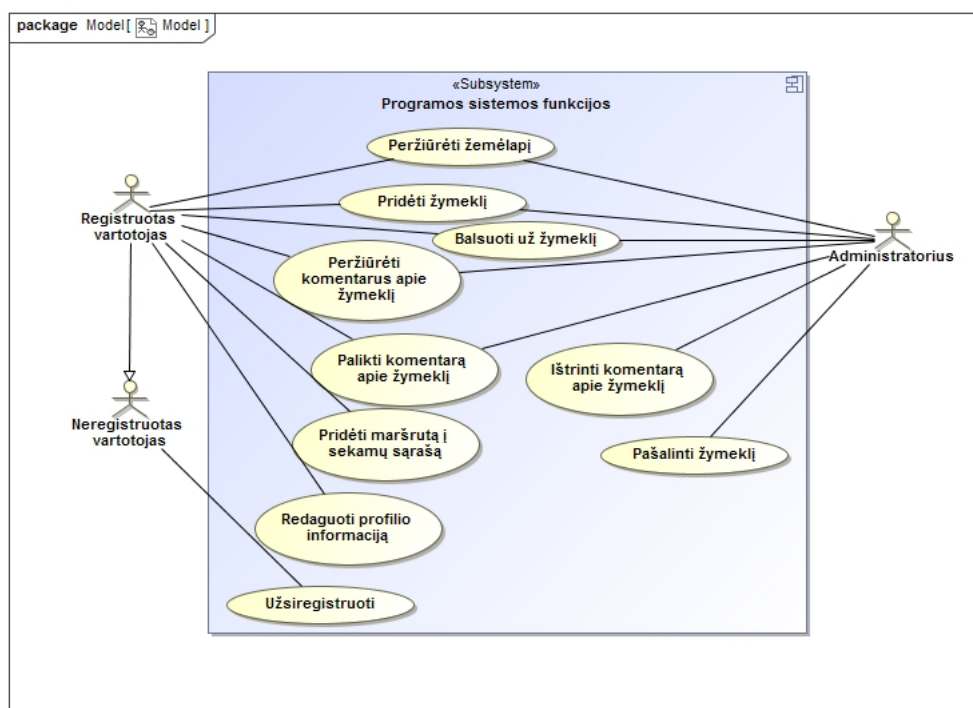 package Model[ Model ]
«Subsystem»
Programos sistemos funkcijos
Peržiūrėti žemėlapį
Pridėti žymeklį
Registruotas
vartotojas
Balsuoti už žymeklį
Administratorius
Peržiūrėti
komentarus apie
žymeklį
Palikti komentarą
apie žymeklį
Ištrinti komentarą
apie žymeklį
Neregistruotas
vartotojas
Pridėti maršrutą į
sekamų sąrašą
Pašalinti žymeklį
Redaguoti profilio
informaciją
Užsiregistruoti